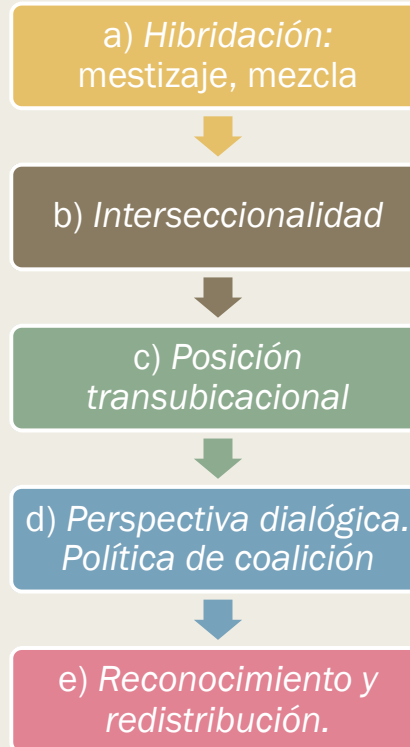 a) Hibridación:
mestizaje, mezcla
b) Interseccionalidad
c) Posición
transubicacional
d) Perspectiva dialógica.
Política de coalición
e) Reconocimiento y
redistribución.